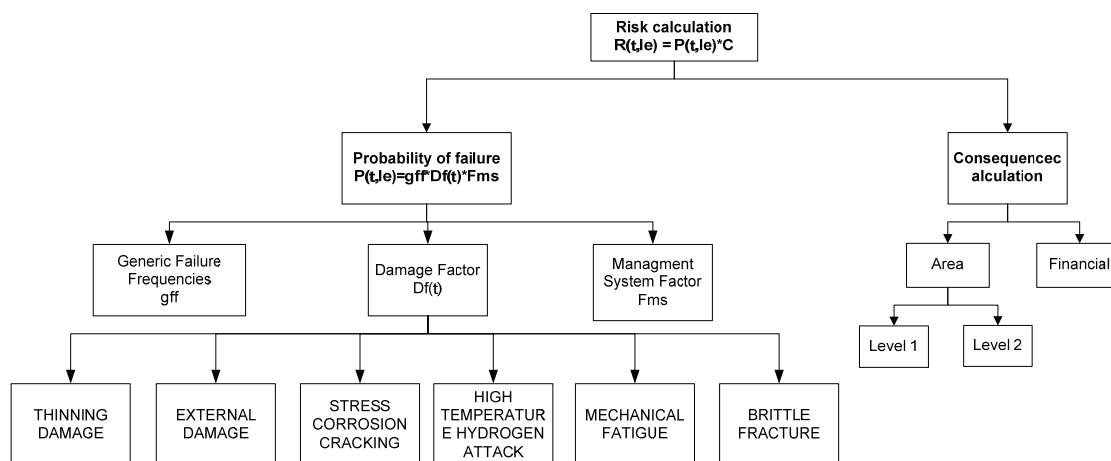 Risk calculation
R(t,Ie) = P(t,Ie)*C
Probability of failure
P(t,Ie)=gff*Df(t)*Fms
Consequencec
alculation
Generic Failure
Frequencies
gff
Damage Factor
Df(t)
Managment
System Factor
Fms
Area
Financial
Level 1
Level 2
THINNING
DAMAGE
EXTERNAL
DAMAGE
STRESS
CORROSION
CRACKING
HIGH
TEMPERATUR
E HYDROGEN
ATTACK
MECHANICAL
FATIGUE
BRITTLE
FRACTURE